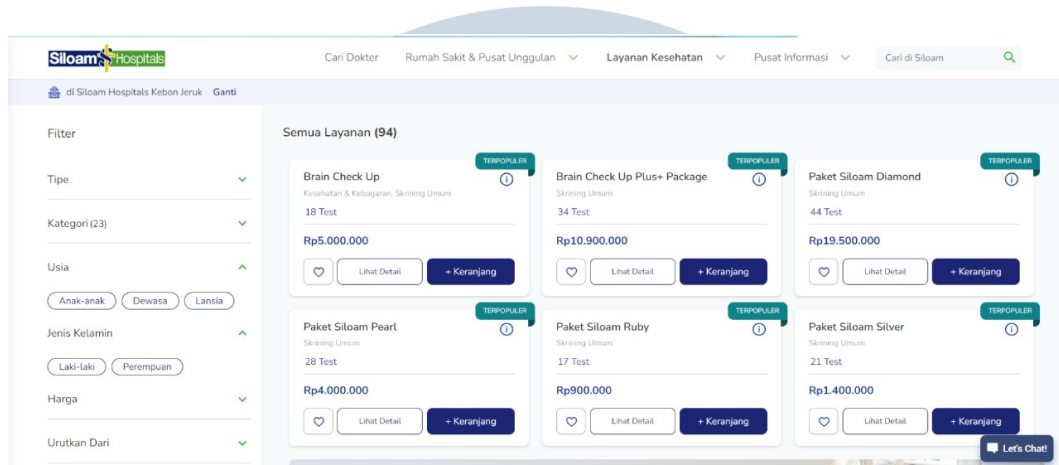 Siloam Hospitals
Cari Dokter
Rumah Sakit & Pusat Unggulan
Layanan Kesehatan
Pusat Informasi
Cari di Siloam
di Siloam Hospitals Kebon Jeruk Ganti
Filter
Tipe
Kategori (23)
Usia
Anak-anak Dewasa Lansia
Jenis Kelamin
Laki-laki Perempuan
Harga
Urutkan Dari
Semua Layanan (94)
TERPOPULER
Brain Check Up
Kesehatan & Kebugaran, Skrining Umum
18 Test
Rp5.000.000
Lihat Detail + Keranjang
TERPOPULER
Brain Check Up Plus+ Package
Skrining Umum
34 Test
Rp10.900.000
Lihat Detail + Keranjang
TERPOPULER
Paket Siloam Diamond
Skrining Umum
44 Test
Rp19.500.000
Lihat Detail + Keranjang
TERPOPULER
Paket Siloam Pearl
Skrining Umum
28 Test
Rp4.000.000
Lihat Detail + Keranjang
TERPOPULER
Paket Siloam Ruby
Skrining Umum
17 Test
Rp900.000
Lihat Detail + Keranjang
TERPOPULER
Paket Siloam Silver
Skrining Umum
21 Test
Rp1.400.000
Lihat Detail + Keranjang
Let's Chat!